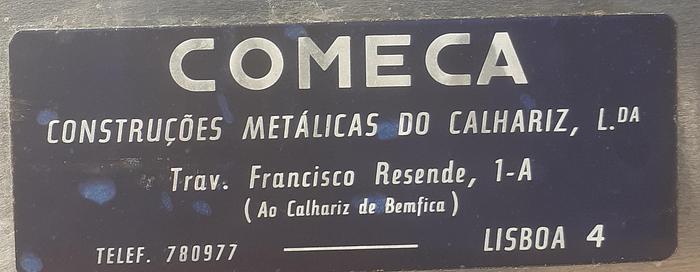 COMECA
CONSTRUÇÕES METÁLICAS DO CALHARIZ, L.DA
Trav. Francisco Resende, 1-A
(Ao Calhariz de Bemfica)
TELEF. 780977 LISBOA 4